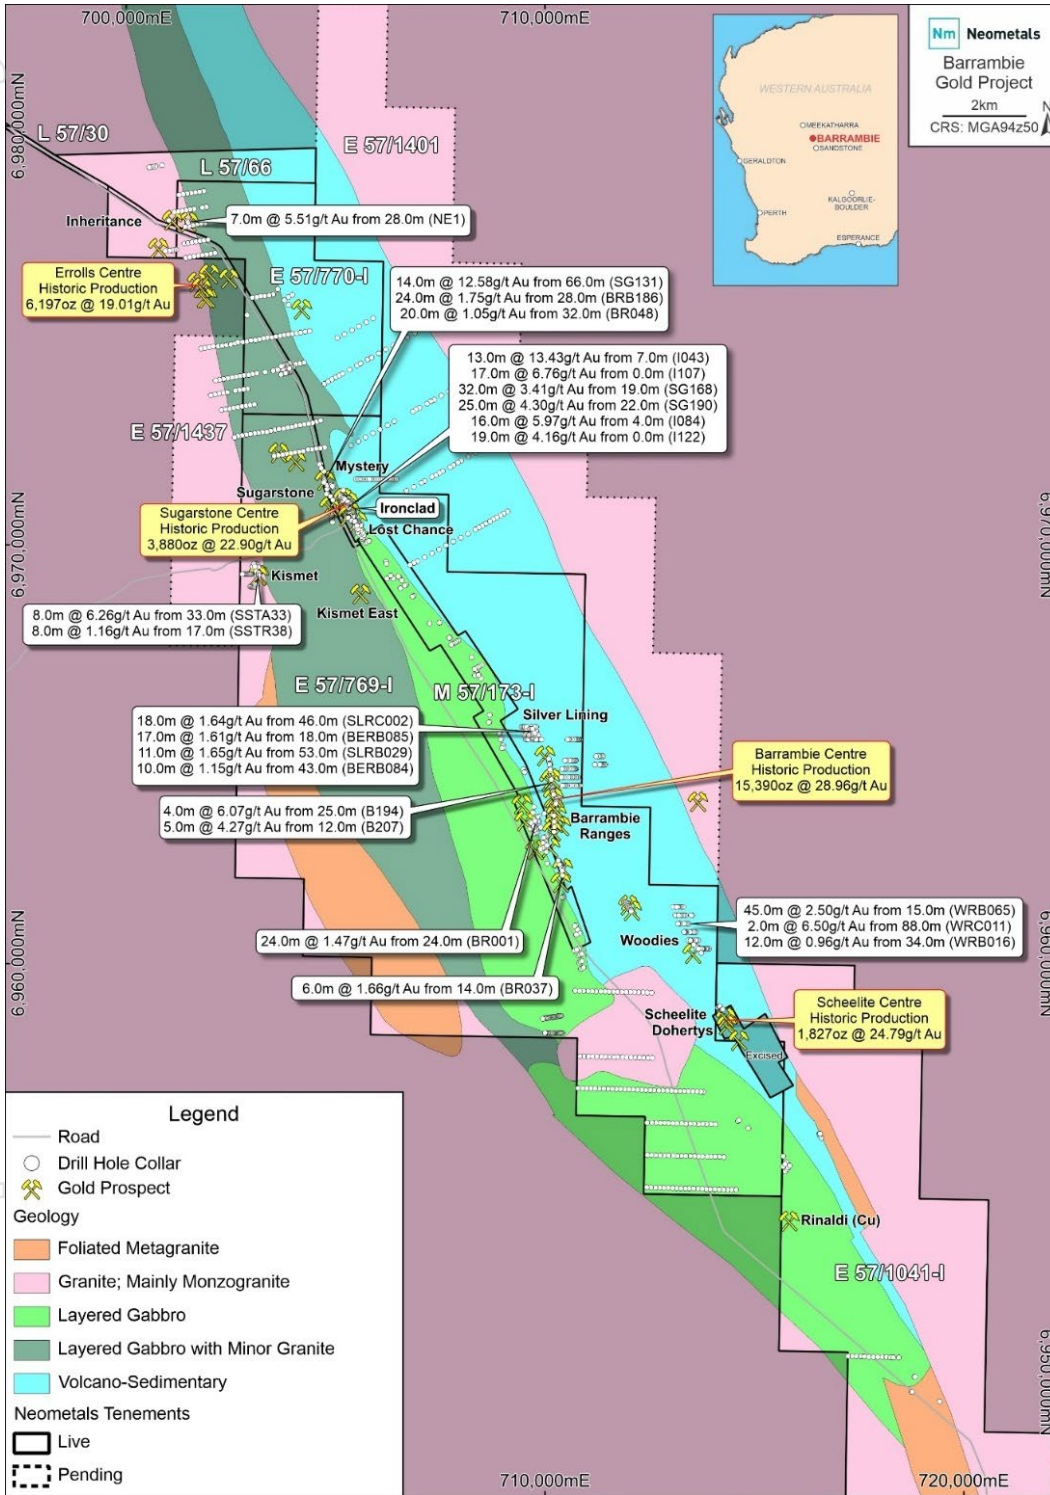 700,000mE
710,000mE
6,980,000mN
L 57/30
L 57/66
E 57/1401
WESTERN AUSTRALIA
MEEKATHARRA
BARRAMBIE
SANDSTONE
GERALDTON
KALGOORLIE-
BOULDER
PERTH
ESPERANCE
Nm Neometals
Barrambie
Gold Project
2km
N
CRS: MGA94z50
Inheritance
7.0m @ 5.51g/t Au from 28.0m (NE1)
Errolls Centre
Historic Production
6,197oz @ 19.01g/t Au
E 57/770-I
14.0m @ 12.58g/t Au from 66.0m (SG131)
24.0m @ 1.75g/t Au from 28.0m (BRB186)
20.0m @ 1.05g/t Au from 32.0m (BR048)
13.0m @ 13.43g/t Au from 7.0m (I043)
17.0m @ 6.76g/t Au from 0.0m (I107)
32.0m @ 3.41g/t Au from 19.0m (SG168)
25.0m @ 4.30g/t Au from 22.0m (SG190)
16.0m @ 5.97g/t Au from 4.0m (I084)
19.0m @ 4.16g/t Au from 0.0m (I122)
E 57/1437
Mystery
Sugarstone
Ironclad
Lost Chance
Sugarstone Centre
Historic Production
3,880oz @ 22.90g/t Au
6,970,000mN
6,970,000mN
Kismet
Kismet East
8.0m @ 6.26g/t Au from 33.0m (SSTA33)
8.0m @ 1.16g/t Au from 17.0m (SSTR38)
E 57/769-I
M 57/173-I
Silver Lining
18.0m @ 1.64g/t Au from 46.0m (SLRC002)
17.0m @ 1.61g/t Au from 18.0m (BERB085)
11.0m @ 1.65g/t Au from 53.0m (SLRB029)
10.0m @ 1.15g/t Au from 43.0m (BERB084)
Barrambie Centre
Historic Production
15,390oz @ 28.96g/t Au
4.0m @ 6.07g/t Au from 25.0m (B194)
5.0m @ 4.27g/t Au from 12.0m (B207)
Barrambie
Ranges
45.0m @ 2.50g/t Au from 15.0m (WRB065)
2.0m @ 6.50g/t Au from 88.0m (WRC011)
12.0m @ 0.96g/t Au from 34.0m (WRB016)
24.0m @ 1.47g/t Au from 24.0m (BR001)
Woodies
6,960,000mN
6,960,000mN
6.0m @ 1.66g/t Au from 14.0m (BR037)
Scheelite
Dohertys
Scheelite Centre
Historic Production
1,827oz @ 24.79g/t Au
Excised
Rinaldi (Cu)
E 57/1041-I
6,950,000mN
Legend
Road
Drill Hole Collar
Gold Prospect
Geology
Foliated Metagranite
Granite; Mainly Monzogranite
Layered Gabbro
Layered Gabbro with Minor Granite
Volcano-Sedimentary
Neometals Tenements
Live
Pending
710,000mE
720,000mE